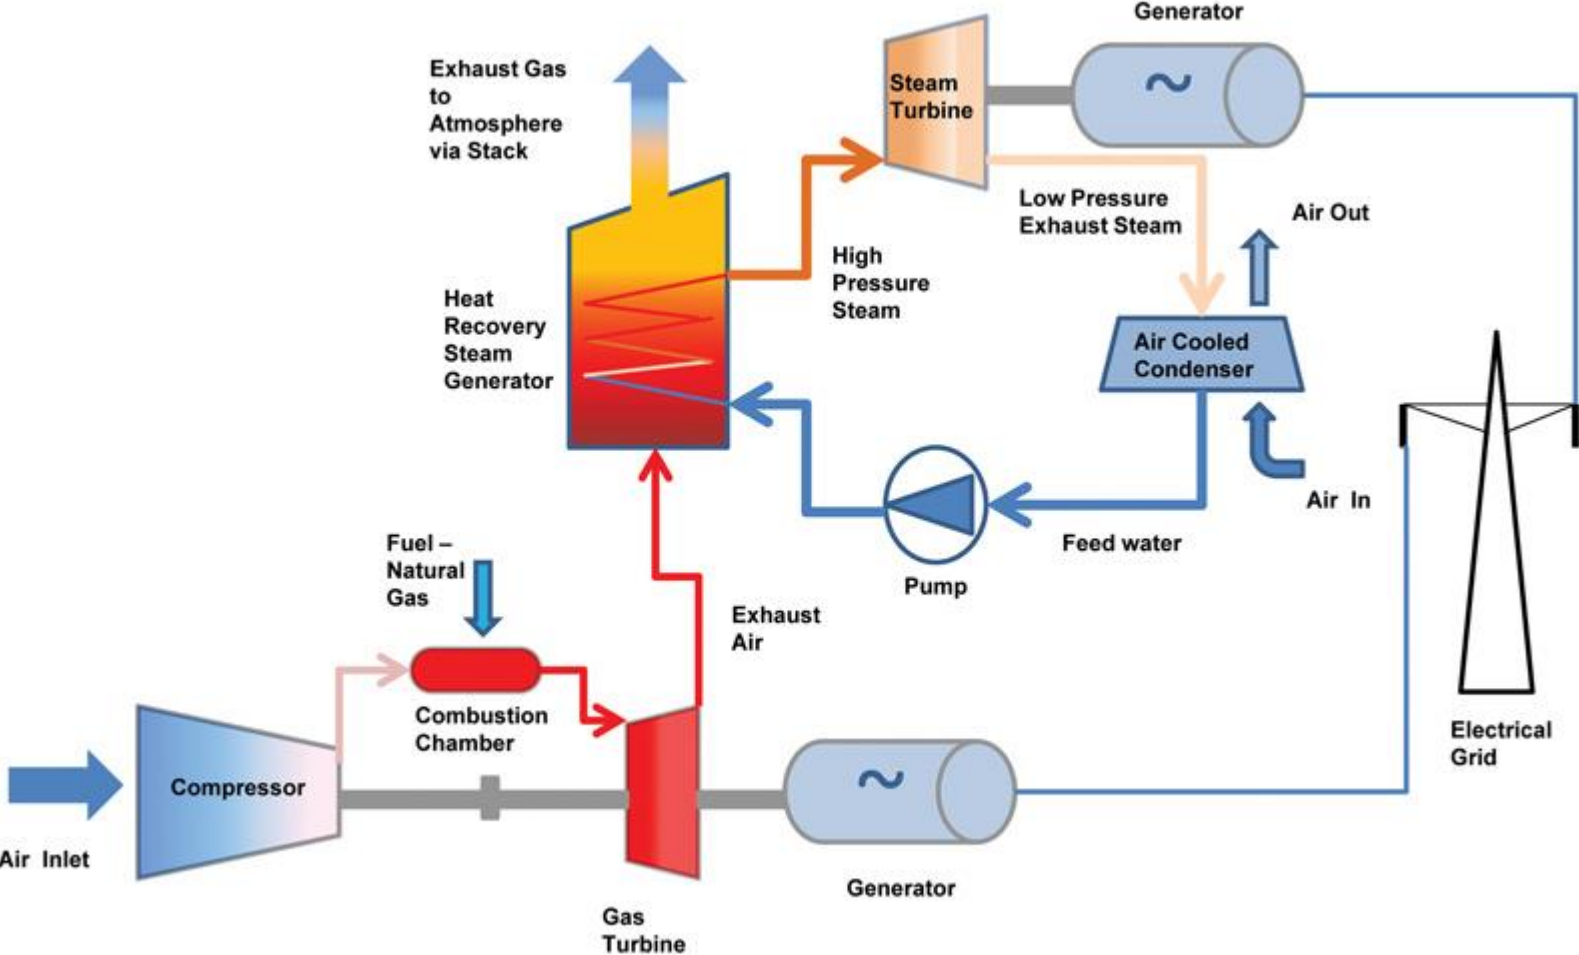 Generator
Exhaust Gas
to
Atmosphere
via Stack
Steam
Turbine
Low Pressure
Exhaust Steam
Air Out
High
Pressure
Steam
Heat
Recovery
Steam
Generator
Air Cooled
Condenser
Air In
Feed water
Pump
Fuel –
Natural
Gas
Exhaust
Air
Combustion
Chamber
Compressor
Air Inlet
Electrical
Grid
Generator
Gas
Turbine